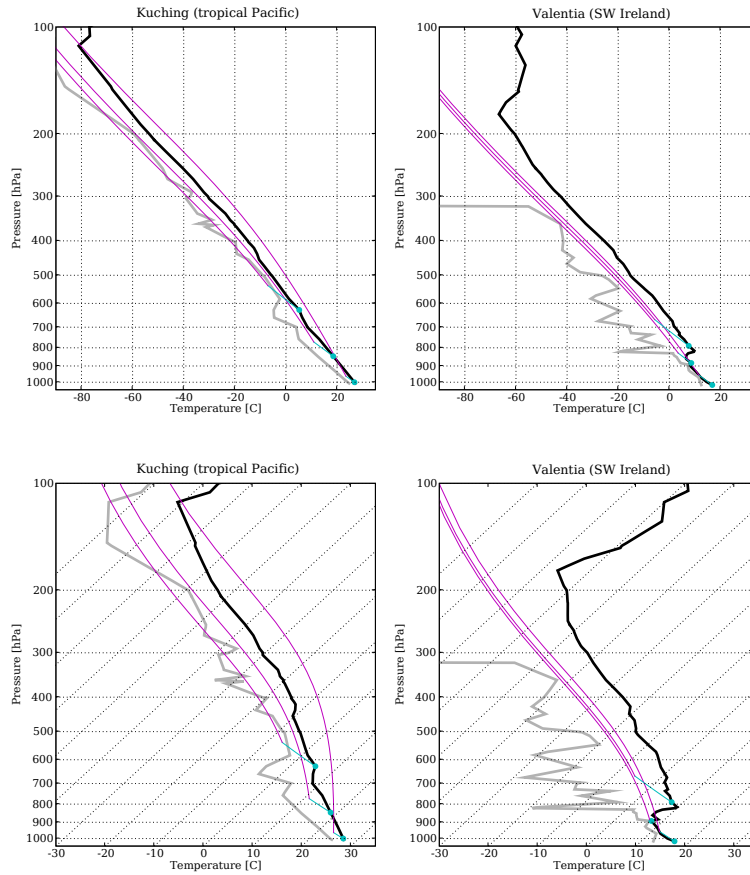 Kuching (tropical Pacific)
100
200
300
400
500
600
700
800
900
1000
Pressure [hPa]
-80 -60 -40 -20 0 20
Temperature [C]
Valentia (SW Ireland)
100
200
300
400
500
600
700
800
900
1000
Pressure [hPa]
-80 -60 -40 -20 0 20
Temperature [C]
Kuching (tropical Pacific)
100
200
300
400
500
600
700
800
900
1000
Pressure [hPa]
-30 -20 -10 0 10 20 30
Temperature [C]
Valentia (SW Ireland)
100
200
300
400
500
600
700
800
900
1000
Pressure [hPa]
-30 -20 -10 0 10 20 30
Temperature [C]